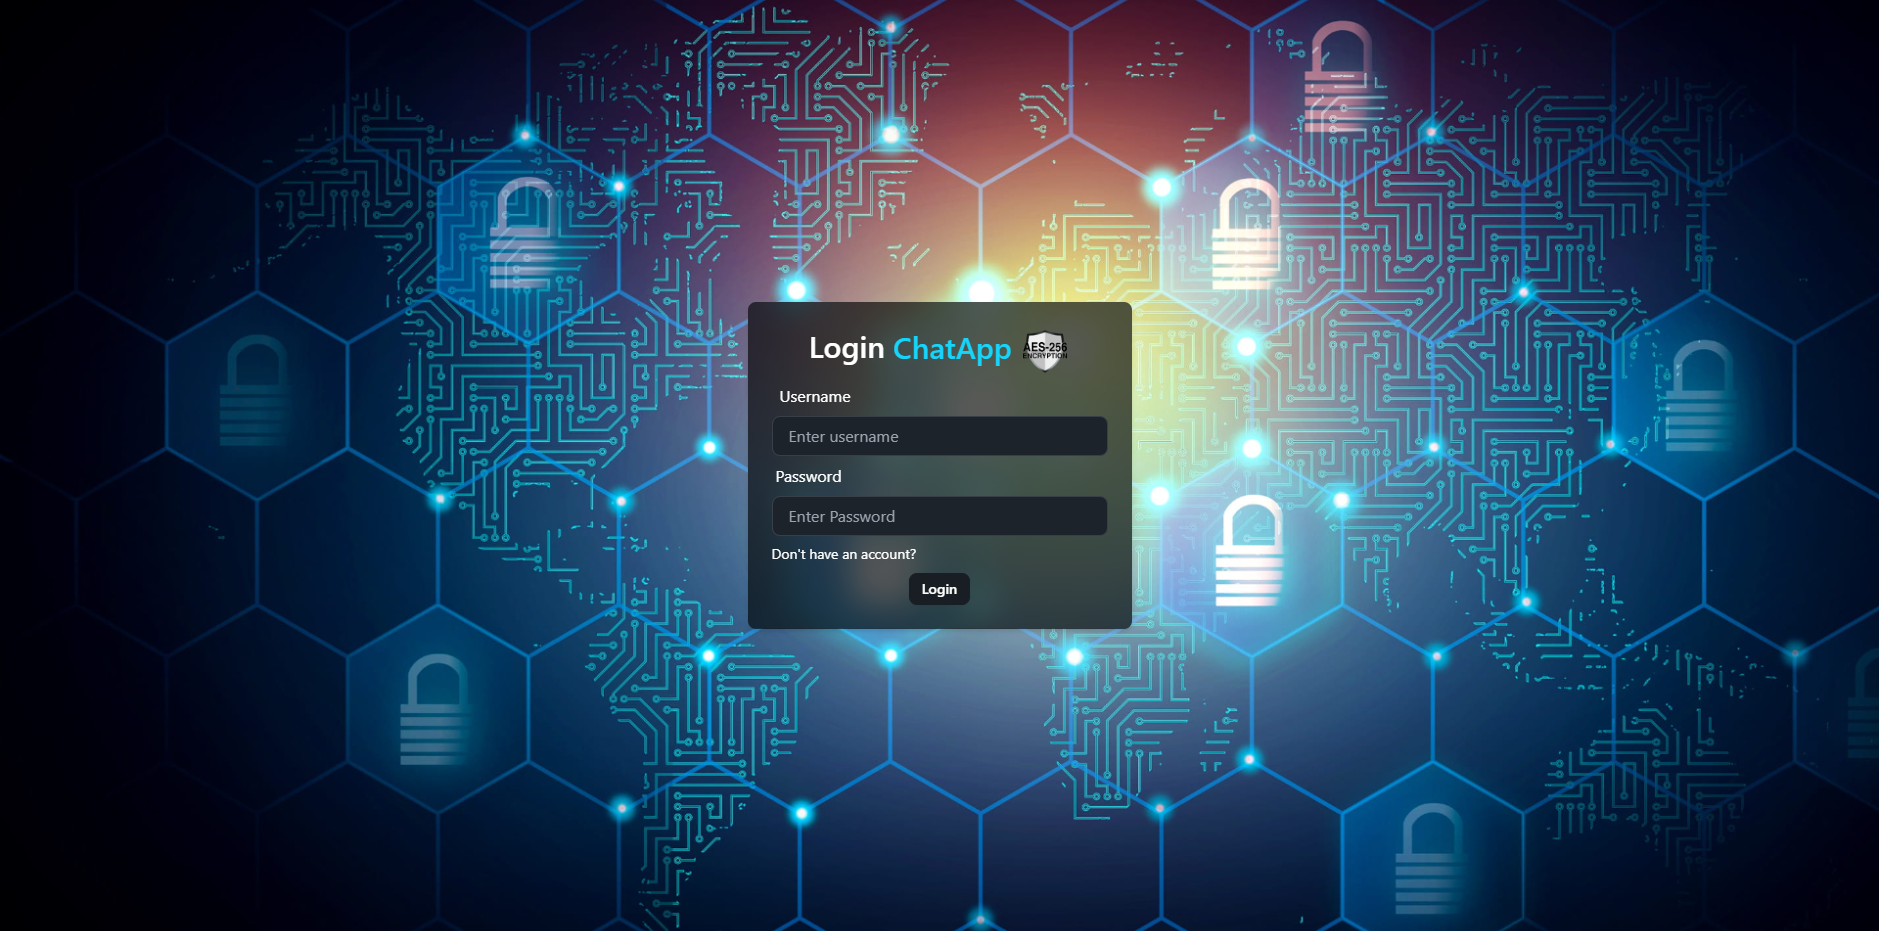 Login ChatApp AES-256 ENCRYPTION
Username
Enter username
Password
Enter Password
Don't have an account?
Login